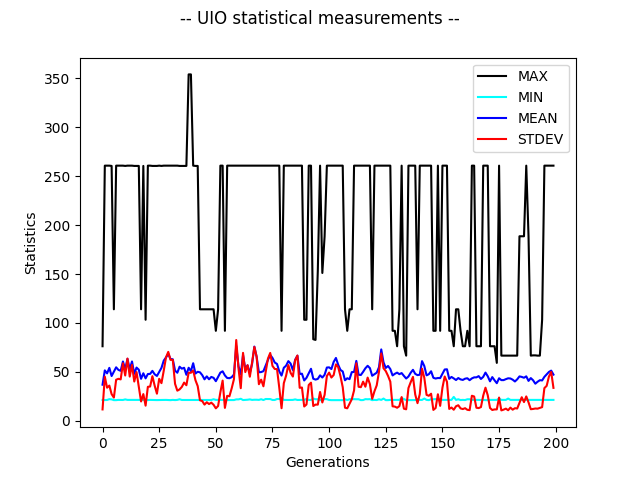 -- UIO statistical measurements --
MAX
MIN
MEAN
STDEV
Statistics
350
300
250
200
150
100
50
0
0 25 50 75 100 125 150 175 200
Generations